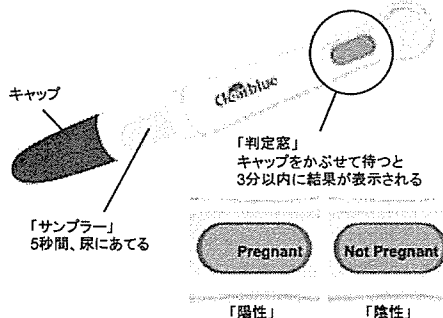 Clearblue
キャップ
「判定窓」
キャップをかぶせて待つと
3分以内に結果が表示される
「サンプラー」
5秒間、尿にあてる
Pregnant
Not Pregnant
「陽性」
「陰性」